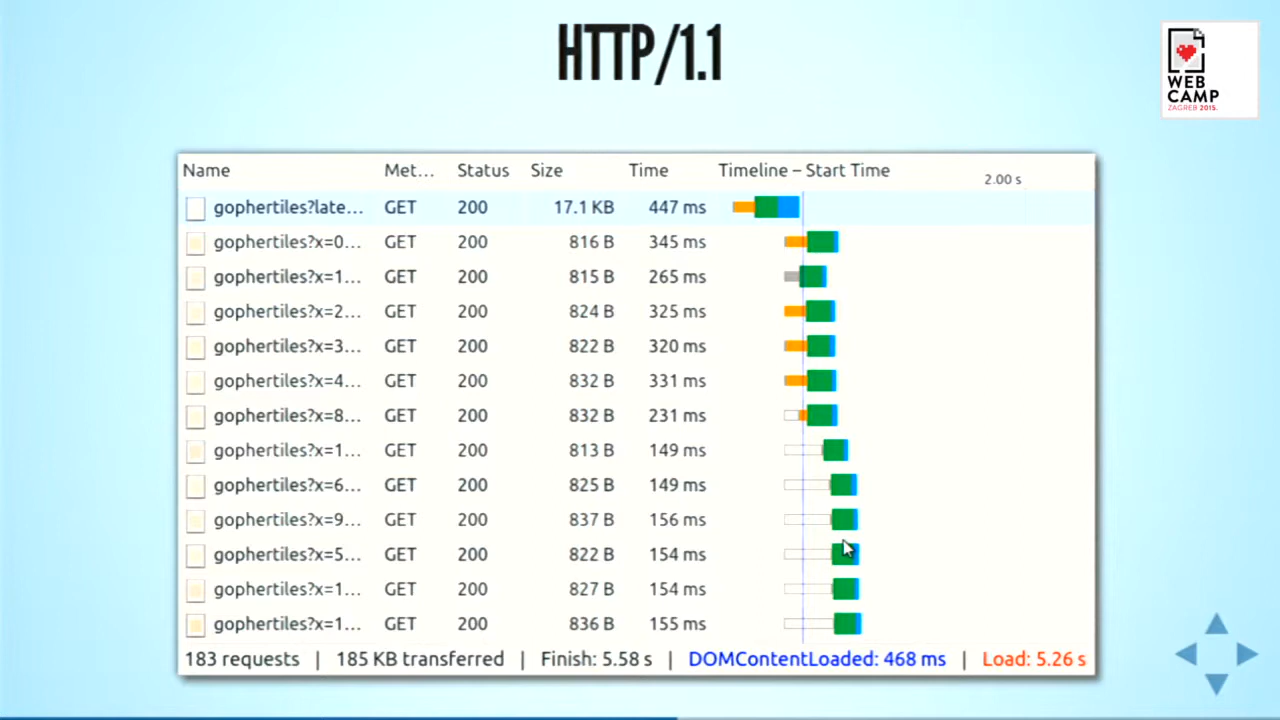 HTTP/1.1
WEB
CAMP
ZAGREB 2015.
Name Met... Status Size Time Timeline – Start Time 2.00 s
gophertiles?late... GET 200 17.1 KB 447 ms
gophertiles?x=0... GET 200 816 B 345 ms
gophertiles?x=1... GET 200 815 B 265 ms
gophertiles?x=2... GET 200 824 B 325 ms
gophertiles?x=3... GET 200 822 B 320 ms
gophertiles?x=4... GET 200 832 B 331 ms
gophertiles?x=8... GET 200 832 B 231 ms
gophertiles?x=1... GET 200 813 B 149 ms
gophertiles?x=6... GET 200 825 B 149 ms
gophertiles?x=9... GET 200 837 B 156 ms
gophertiles?x=5... GET 200 822 B 154 ms
gophertiles?x=1... GET 200 827 B 154 ms
gophertiles?x=1... GET 200 836 B 155 ms
183 requests | 185 KB transferred | Finish: 5.58 s | DOMContentLoaded: 468 ms | Load: 5.26 s